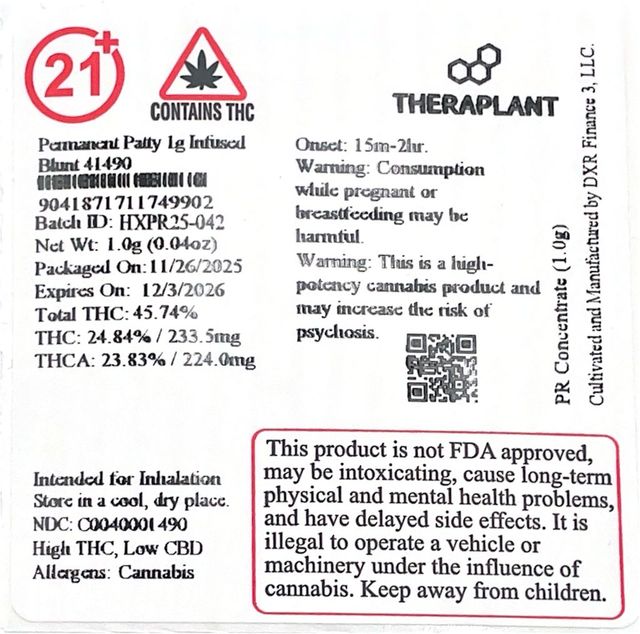 21+
CONTAINS THC
THERAPLANT
Permanent Patty 1g Infused
Blunt 41490
9041871711749902
Batch ID: HXPR25-042
Net Wt: 1.0g (0.04oz)
Packaged On: 11/26/2025
Expires On: 12/3/2026
Total THC: 45.74%
THC: 24.84% / 233.5mg
THCA: 23.83% / 224.0mg
Onset: 15m-2hr.
Warning: Consumption
while pregnant or
breastfeeding may be
harmful.
Warning: This is a high-
potency cannabis product and
may increase the risk of
psychosis.
PR Concentrate (1.0g)
Cultivated and Manufactured by DXR Finance 3, LLC.
Intended for Inhalation
Store in a cool, dry place.
NDC: C0040001490
High THC, Low CBD
Allergens: Cannabis
This product is not FDA approved,
may be intoxicating, cause long-term
physical and mental health problems,
and have delayed side effects. It is
illegal to operate a vehicle or
machinery under the influence of
cannabis. Keep away from children.